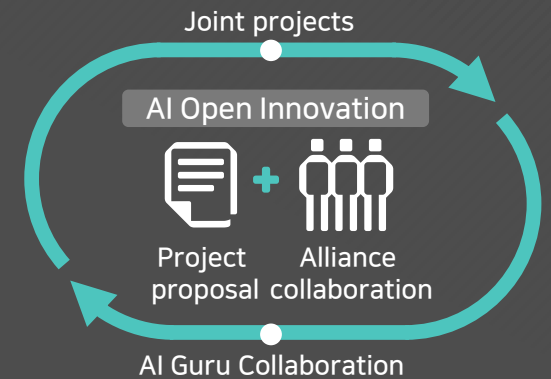 Joint projects
AI Open Innovation
Project
proposal
Alliance
collaboration
AI Guru Collaboration